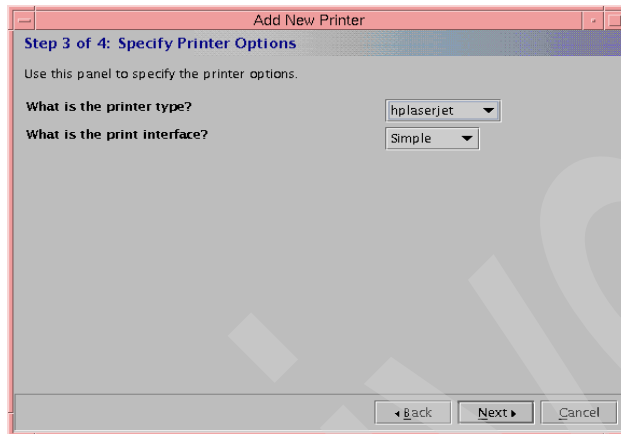 Add New Printer
Step 3 of 4: Specify Printer Options
Use this panel to specify the printer options.
What is the printer type? hplaserjet
What is the print interface? Simple
Back Next Cancel